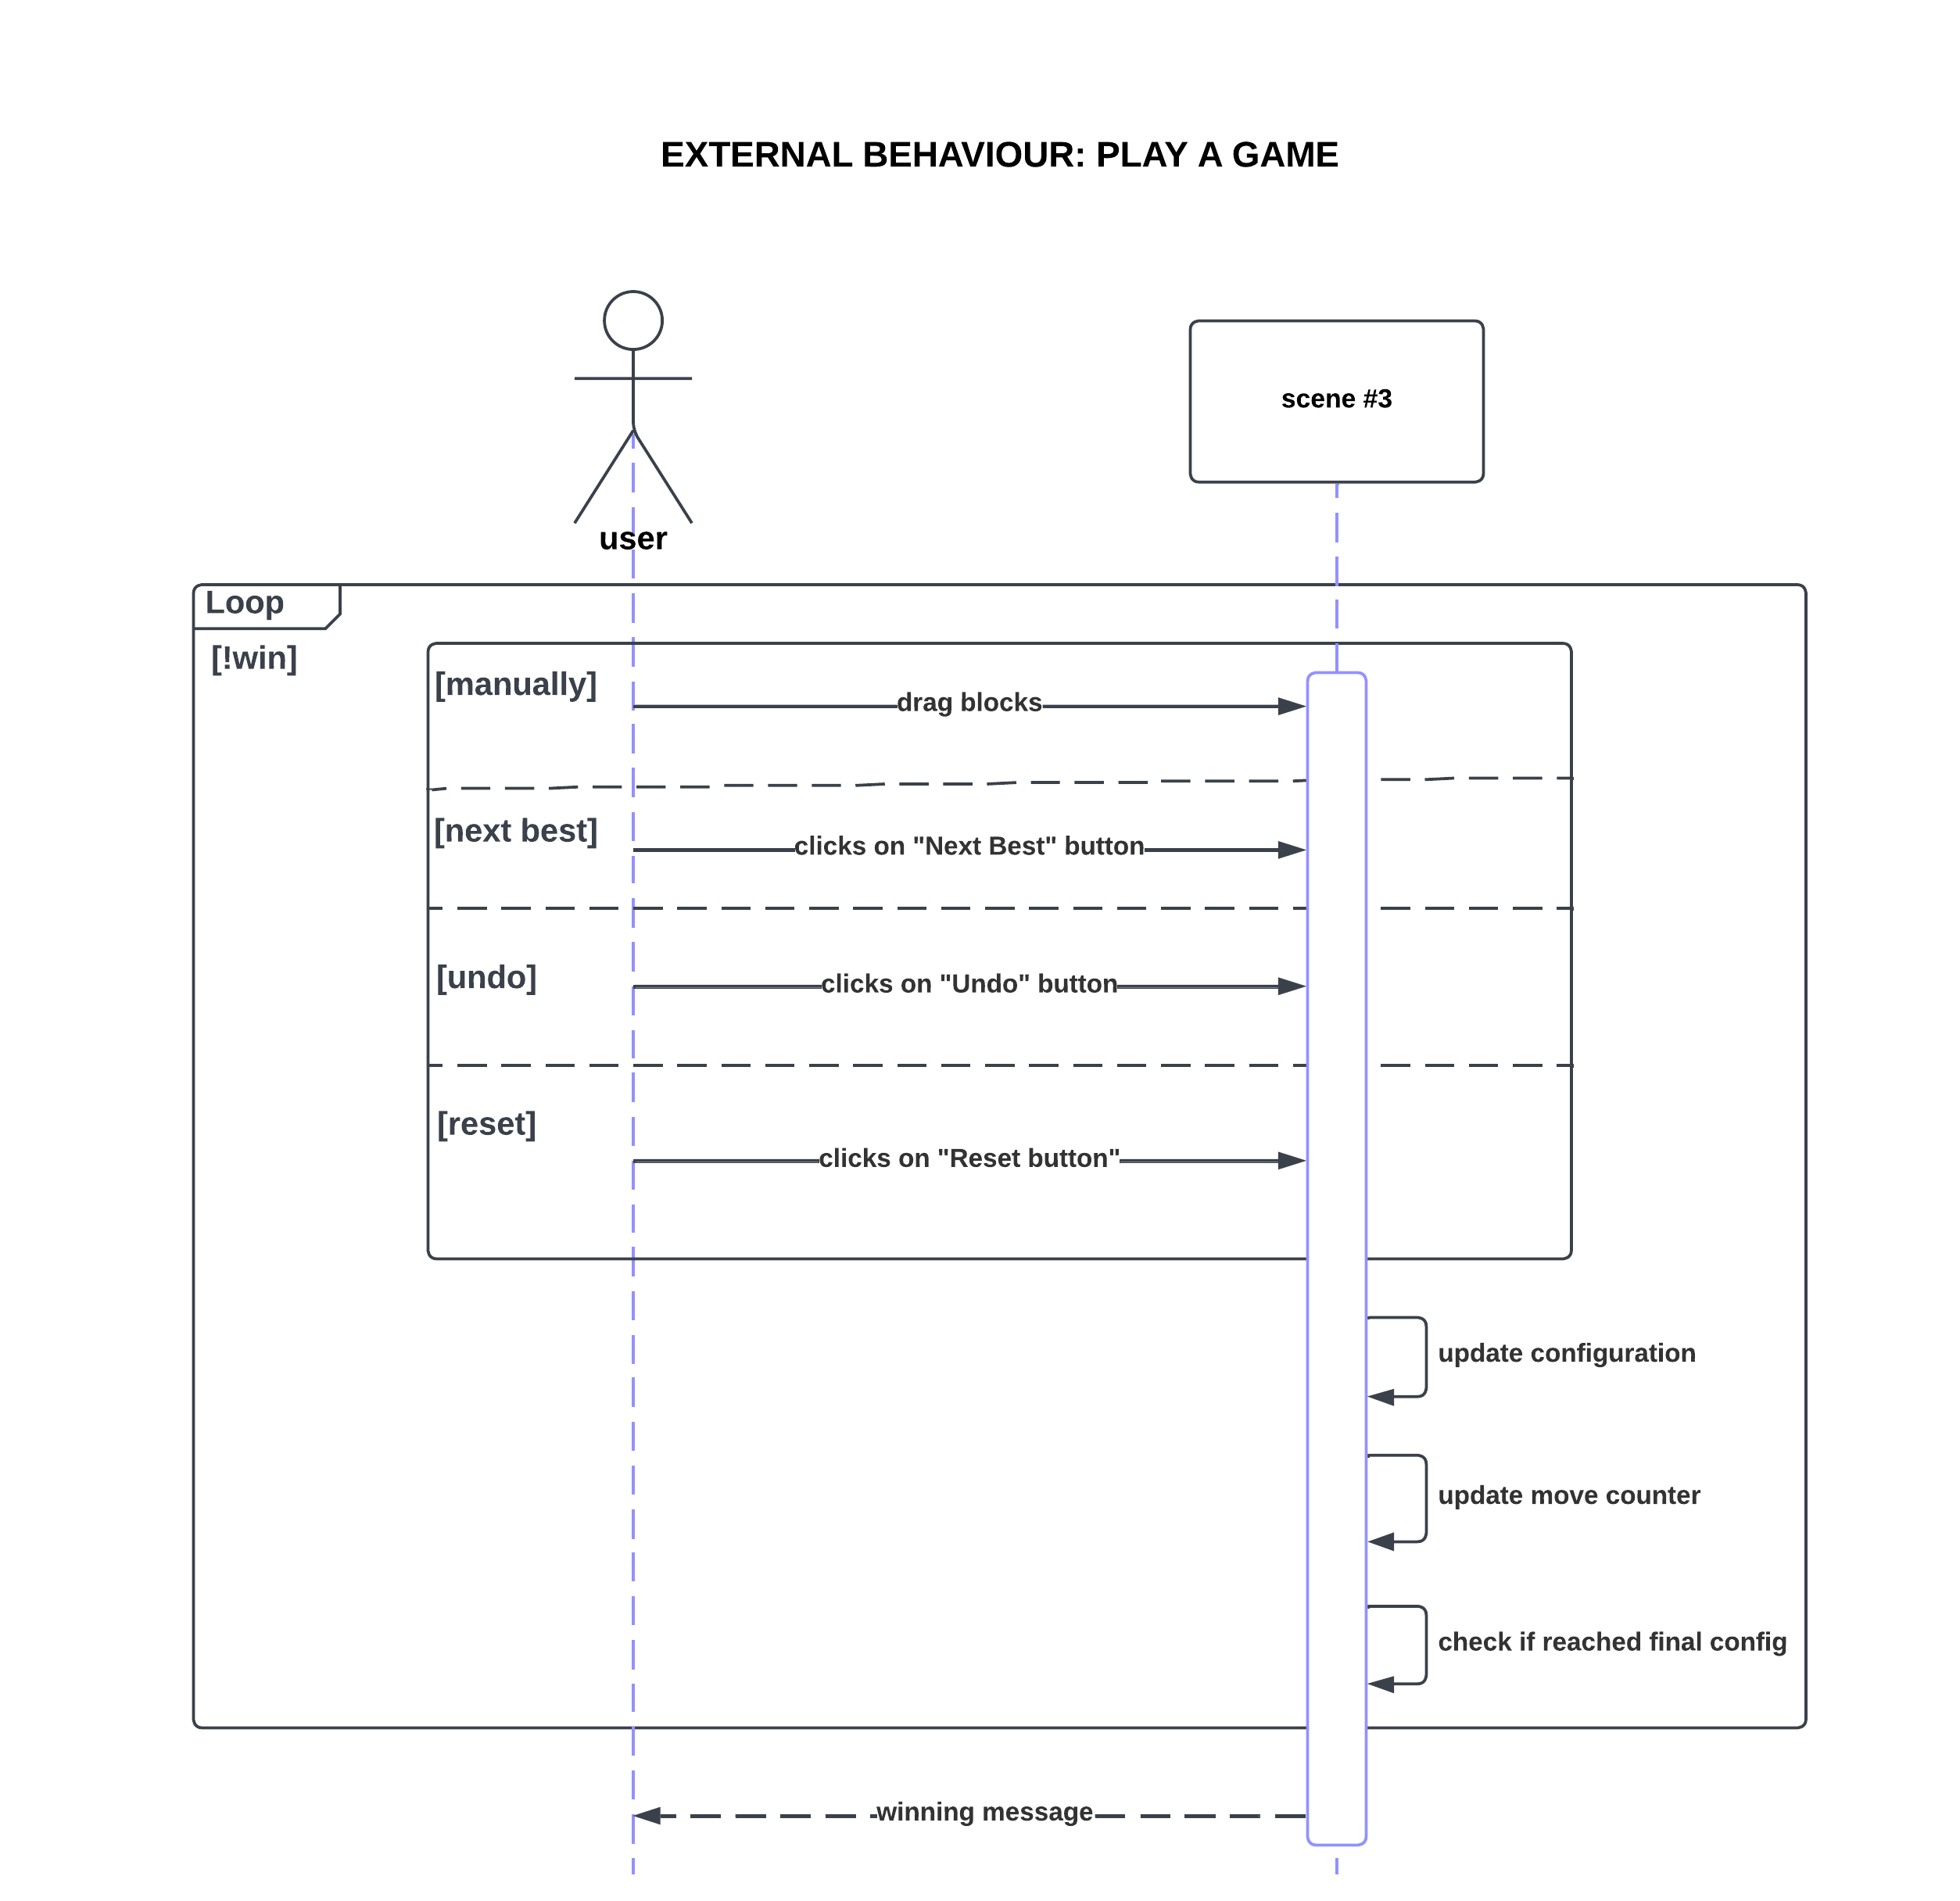 EXTERNAL BEHAVIOUR: PLAY A GAME
scene #3
user
Loop
[!win]
[manually]
drag blocks
[next best]
clicks on "Next Best" button
[undo]
clicks on "Undo" button
[reset]
clicks on "Reset button"
update configuration
update move counter
check if reached final config
winning message